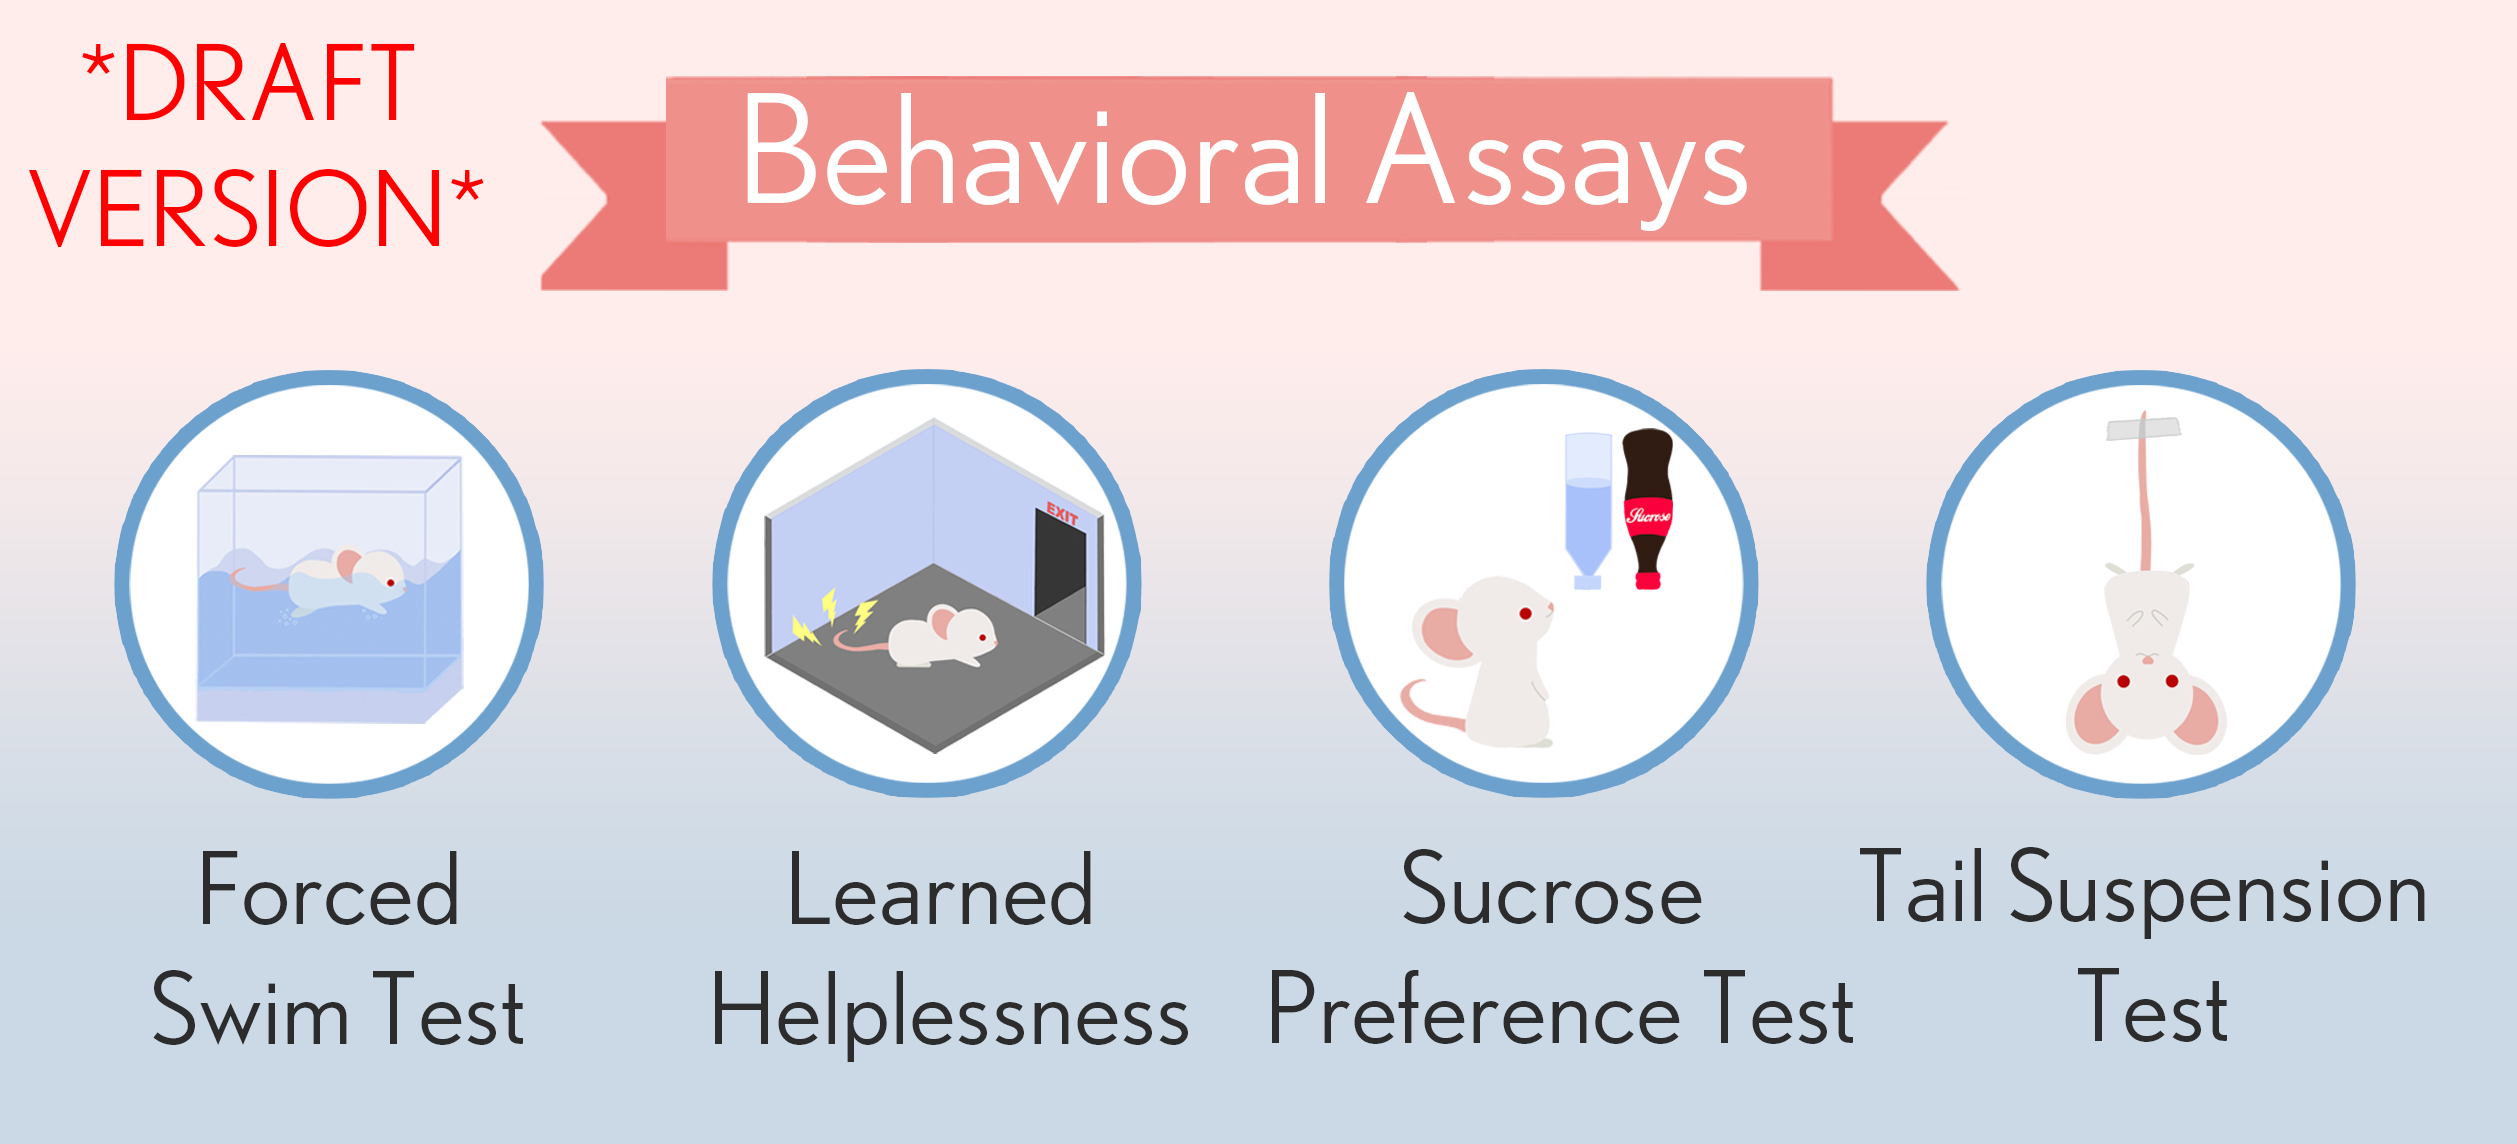 *DRAFT
VERSION*
Behavioral Assays
EXIT
Sucrose
Forced
Swim Test
Learned
Helplessness
Sucrose
Preference Test
Tail Suspension
Test